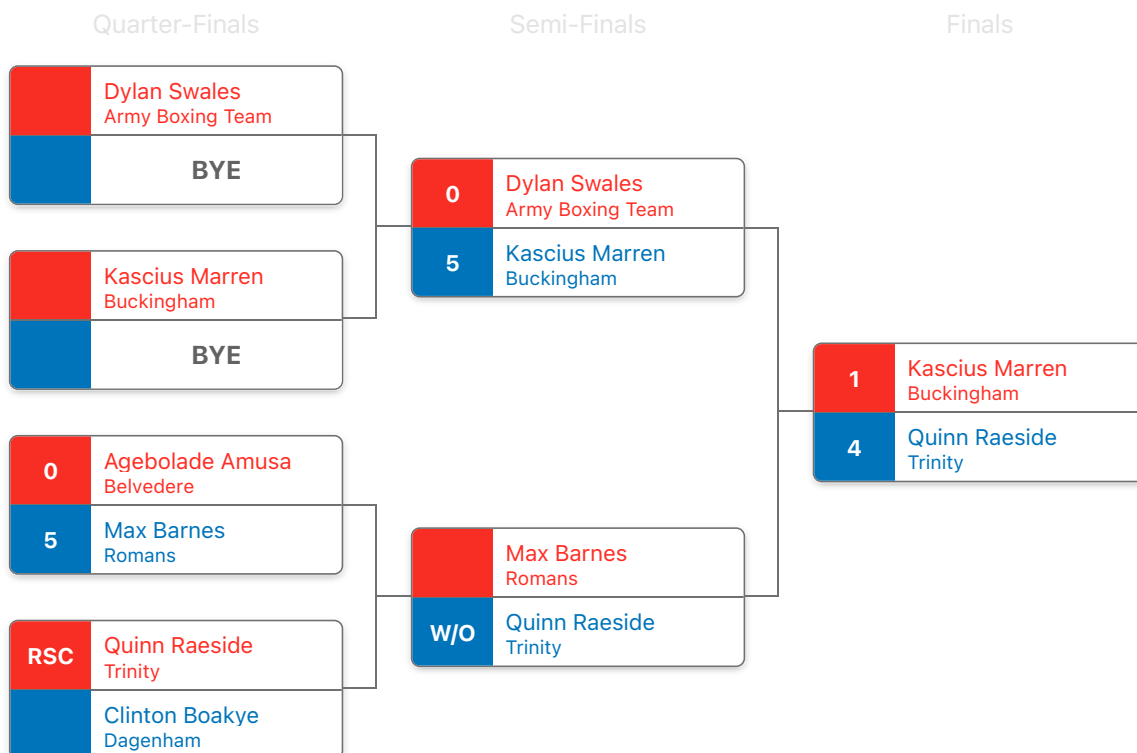 Quarter-Finals
Semi-Finals
Finals
Dylan Swales
Army Boxing Team
BYE
Kascius Marren
Buckingham
BYE
0
Agebolade Amusa
Belvedere
5
Max Barnes
Romans
RSC
Quinn Raeside
Trinity
Clinton Boakye
Dagenham
0
Dylan Swales
Army Boxing Team
5
Kascius Marren
Buckingham
Max Barnes
Romans
W/O
Quinn Raeside
Trinity
1
Kascius Marren
Buckingham
4
Quinn Raeside
Trinity